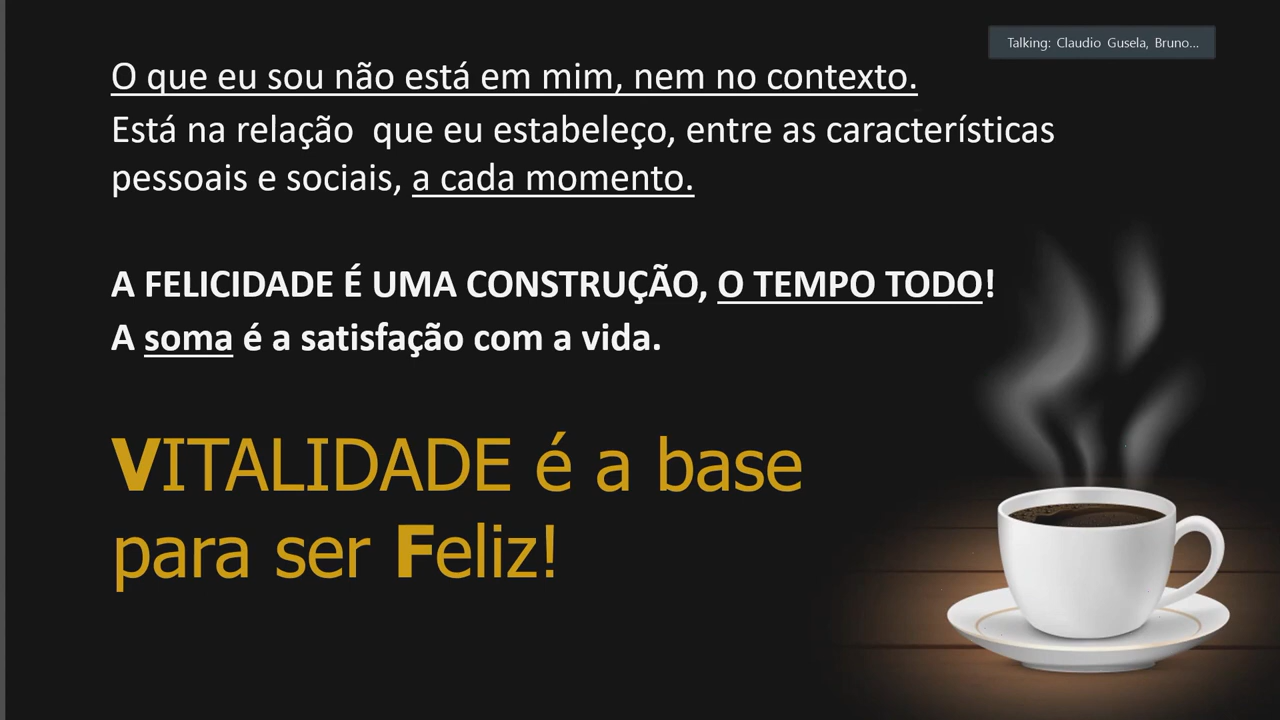 Talking: Claudio Gusela, Bruno...
O que eu sou não está em mim, nem no contexto.
Está na relação que eu estabeleço, entre as características
pessoais e sociais, a cada momento.
A FELICIDADE É UMA CONSTRUÇÃO, O TEMPO TODO!
A soma é a satisfação com a vida.
VITALIDADE é a base
para ser Feliz!